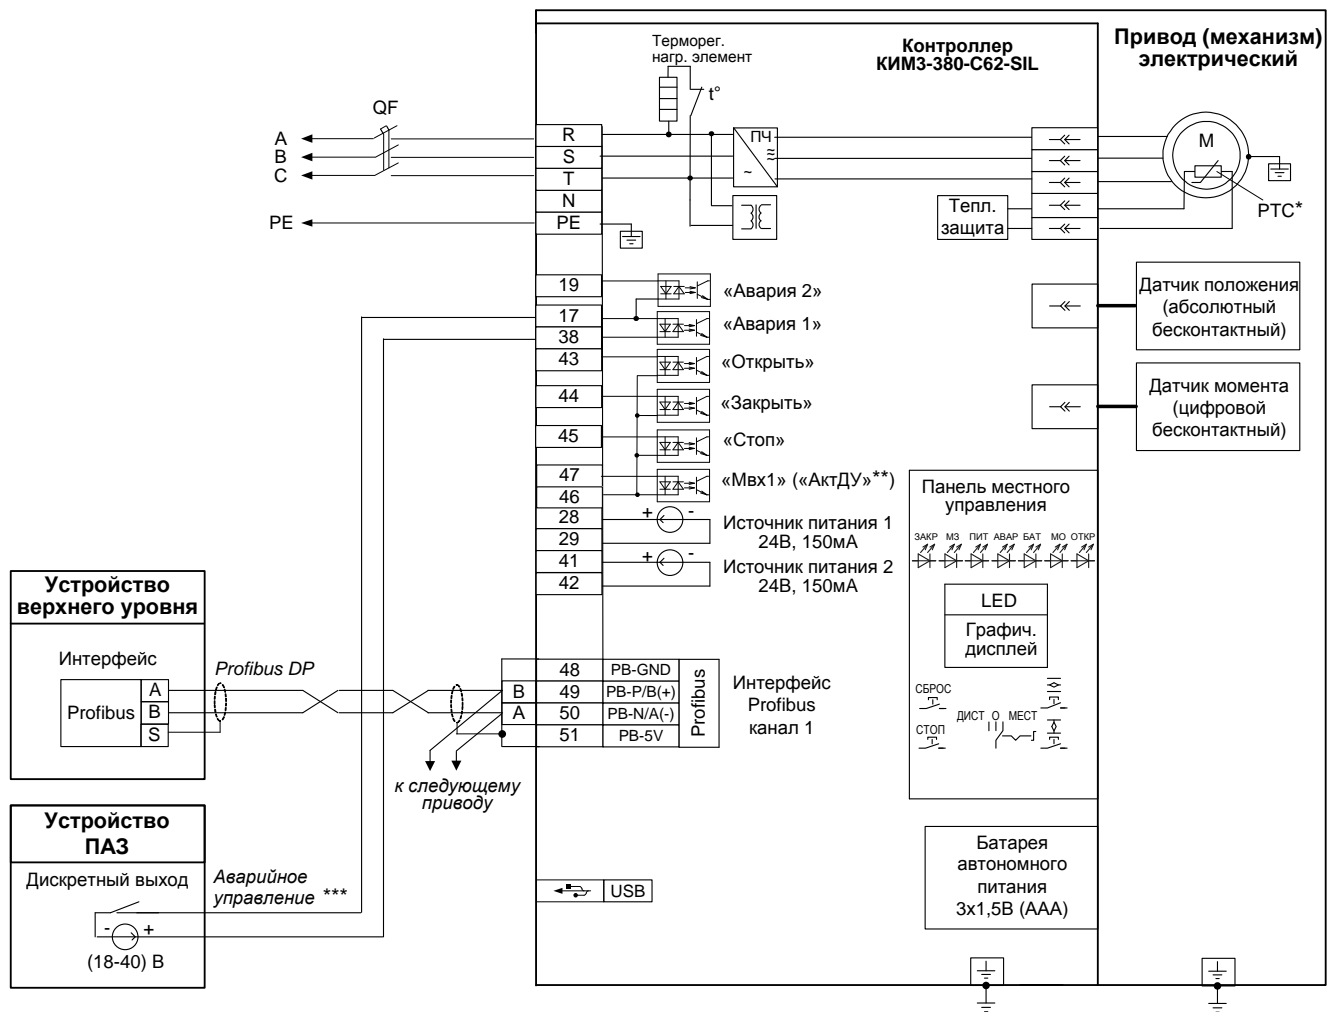 Контроллер
КИМ3-380-С62-SIL
Привод (механизм)
электрический
Терморег.
нагр. элемент
t°
QF
A
B
C
PE
R
S
T
N
PE
ПЧ
≈
~
M
PTC*
Тепл.
защита
19
«Авария 2»
17
«Авария 1»
38
43
«Открыть»
44
«Закрыть»
45
«Стоп»
47
«Мвх1» («АктДУ»**)
46
28
+ -
Источник питания 1
24В, 150мА
29
41
+ -
Источник питания 2
24В, 150мА
42
Датчик положения
(абсолютный
бесконтактный)
Датчик момента
(цифровой
бесконтактный)
Панель местного
управления
ЗАКР МЗ ПИТ АВАР БАТ МО ОТКР
LED
Графич.
дисплей
СБРОС
СТОП
ДИСТ О МЕСТ
Устройство
верхнего уровня
Интерфейс
Profibus
A
B
S
Profibus DP
B
A
48 PB-GND
49 PB-P/B(+)
50 PB-N/A(-)
51 PB-5V
Profibus
Интерфейс
Profibus
канал 1
к следующему
приводу
Устройство
ПАЗ
Дискретный выход
- +
(18-40) В
Аварийное
управление ***
USB
Батарея
автономного
питания
3х1,5В (ААА)